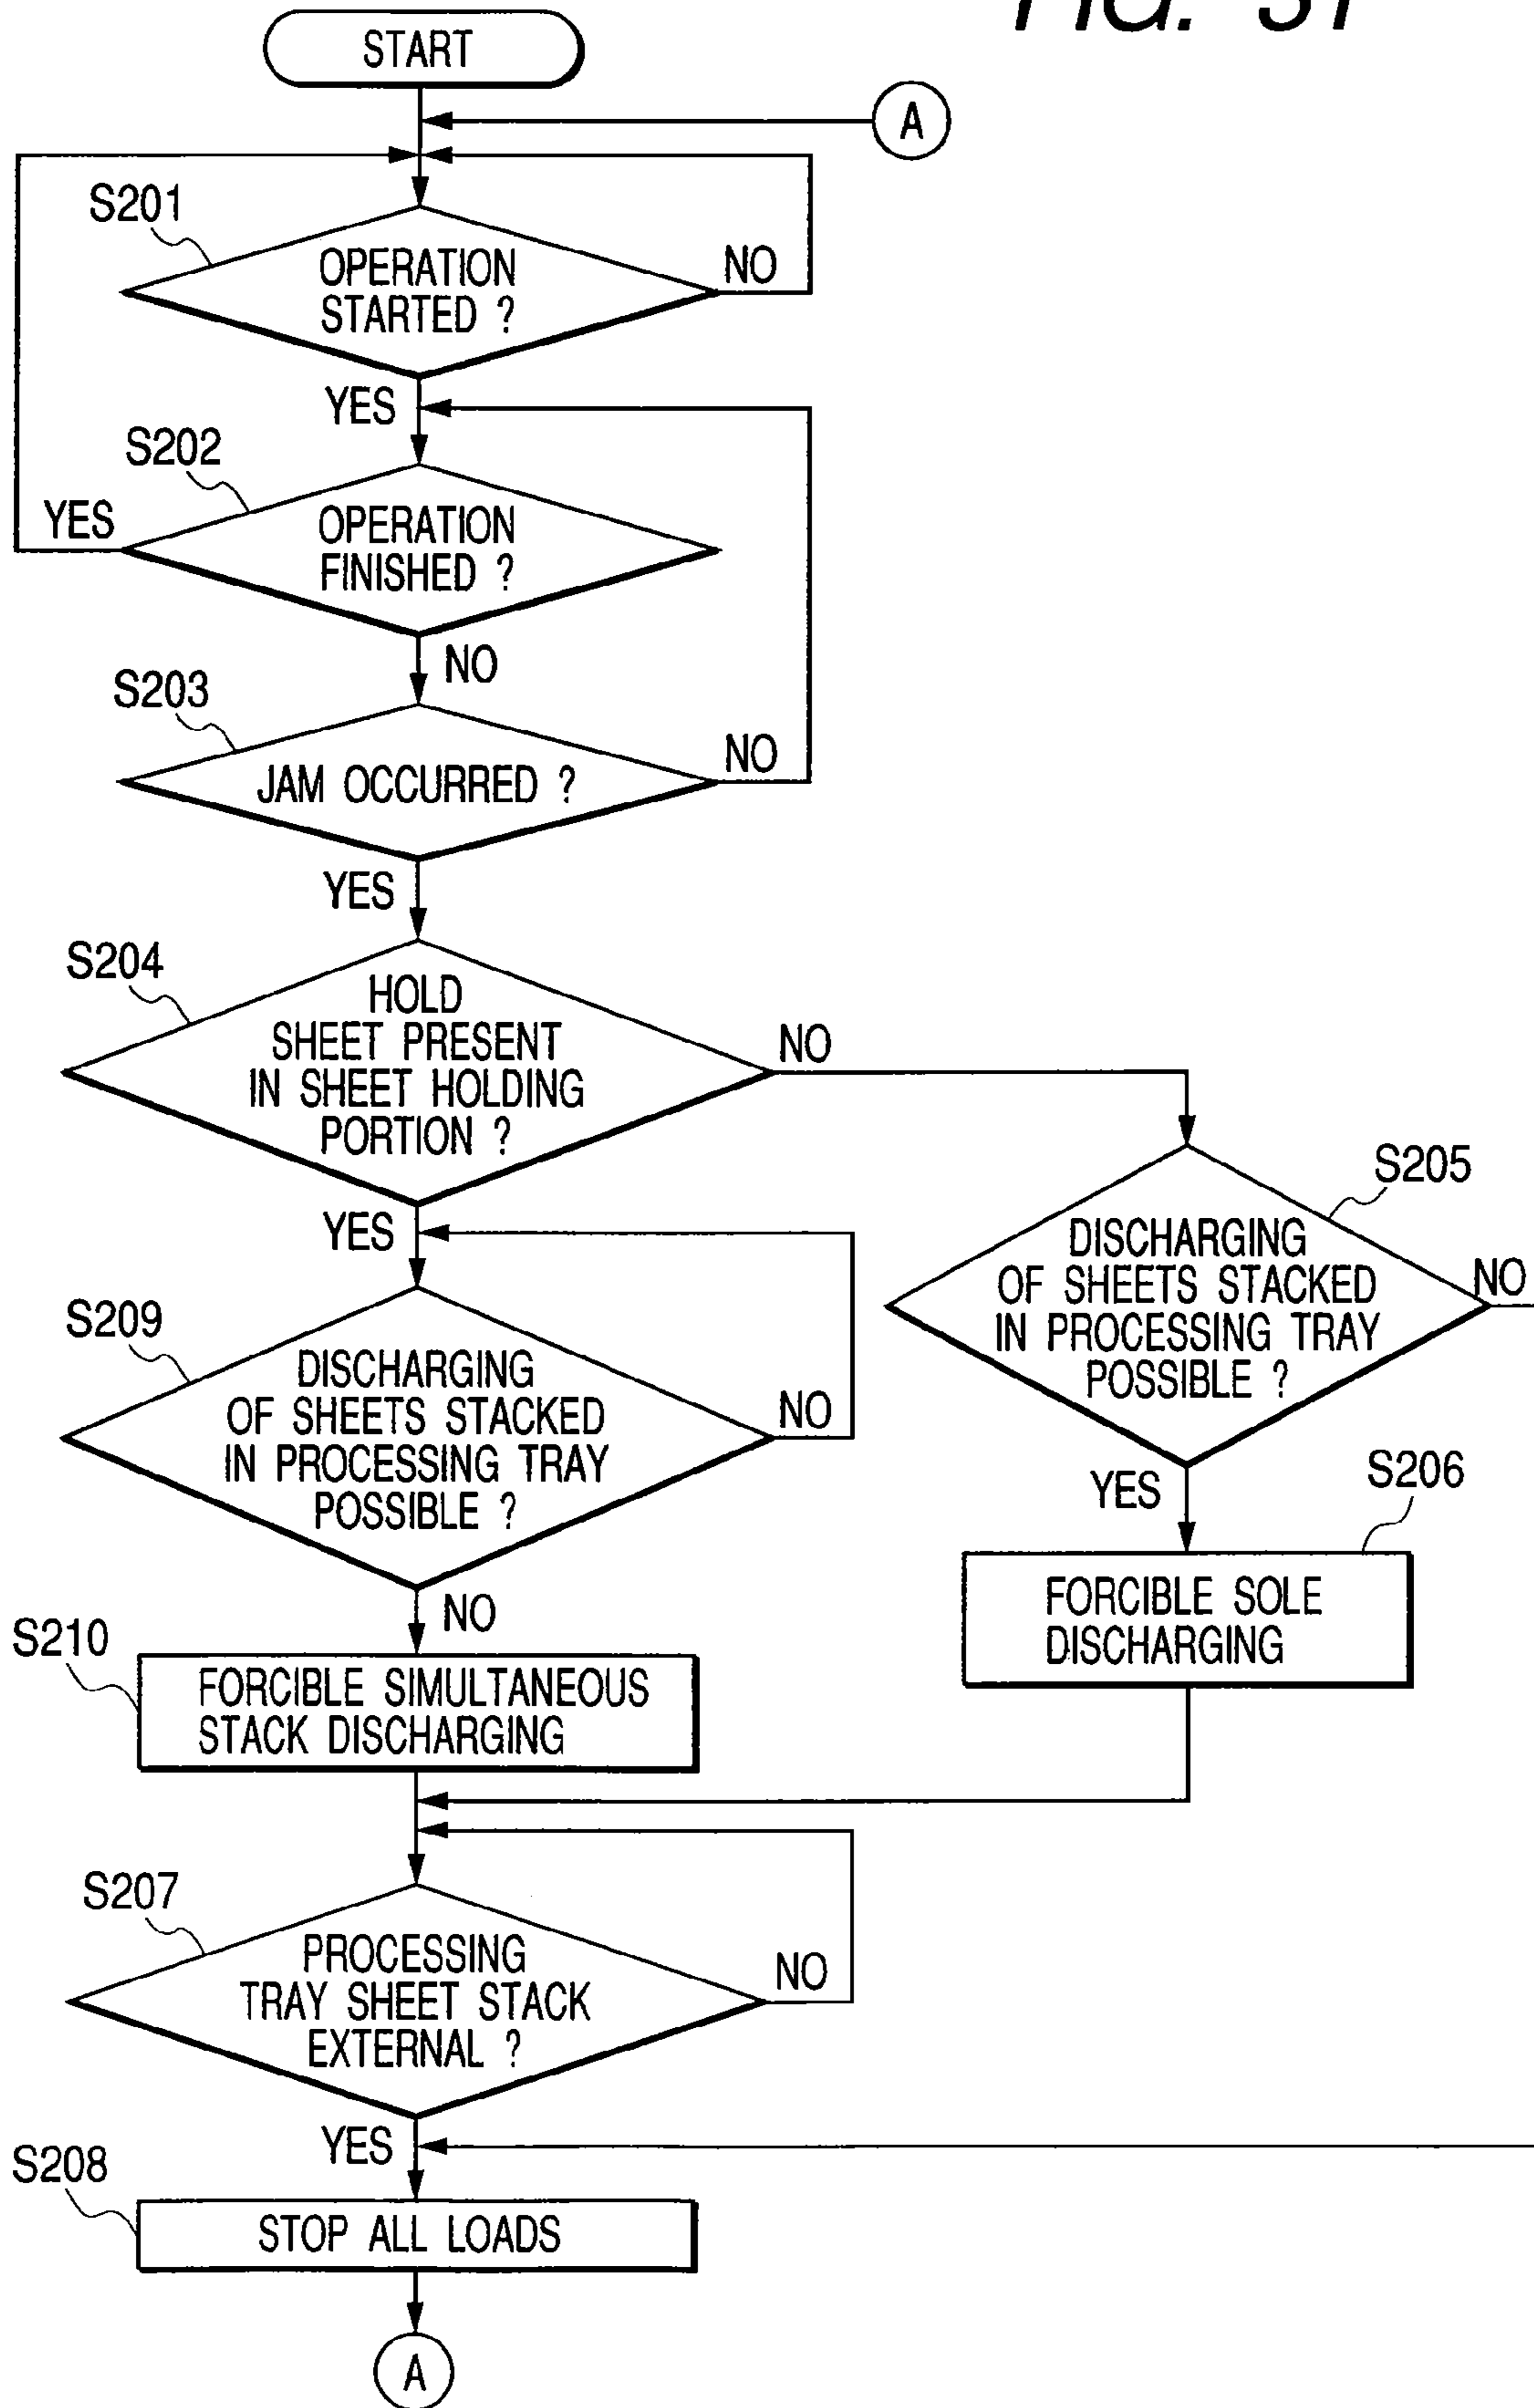 FIG. 31
START
A
S201
OPERATION
STARTED ?
NO
YES
S202
YES
OPERATION
FINISHED ?
NO
S203
JAM OCCURRED ?
NO
YES
S204
HOLD
SHEET PRESENT
IN SHEET HOLDING
PORTION ?
NO
YES
S205
DISCHARGING
OF SHEETS STACKED
IN PROCESSING TRAY
POSSIBLE ?
NO
YES
S206
FORCIBLE SOLE
DISCHARGING
S209
DISCHARGING
OF SHEETS STACKED
IN PROCESSING TRAY
POSSIBLE ?
NO
NO
S210
FORCIBLE SIMULTANEOUS
STACK DISCHARGING
S207
PROCESSING
TRAY SHEET STACK
EXTERNAL ?
NO
YES
S208
STOP ALL LOADS
A